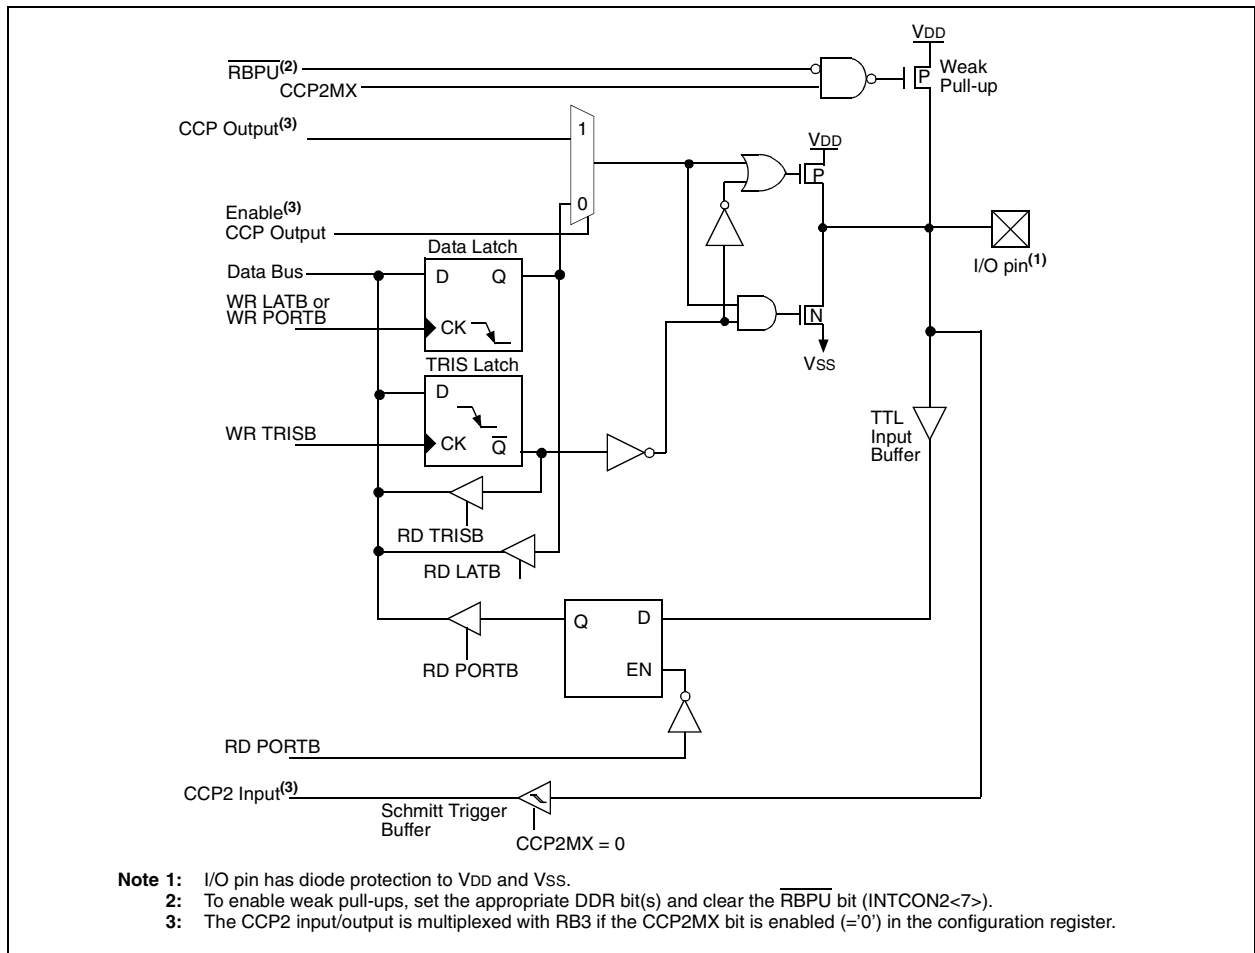 VDD
RBPU(2)
CCP2MX
P
Weak
Pull-up
CCP Output(3)
1
VDD
P
0
Enable(3)
CCP Output
Data Latch
I/O pin(1)
Data Bus
D Q
WR LATB or
WR PORTB
CK
N
TRIS Latch
VSS
D
TTL
Input
Buffer
WR TRISB
CK Q
RD TRISB
RD LATB
Q D
RD PORTB
EN
RD PORTB
CCP2 Input(3)
Schmitt Trigger
Buffer
CCP2MX = 0
Note 1: I/O pin has diode protection to VDD and VSS.
2: To enable weak pull-ups, set the appropriate DDR bit(s) and clear the RBPU bit (INTCON2<7>).
3: The CCP2 input/output is multiplexed with RB3 if the CCP2MX bit is enabled (='0') in the configuration register.